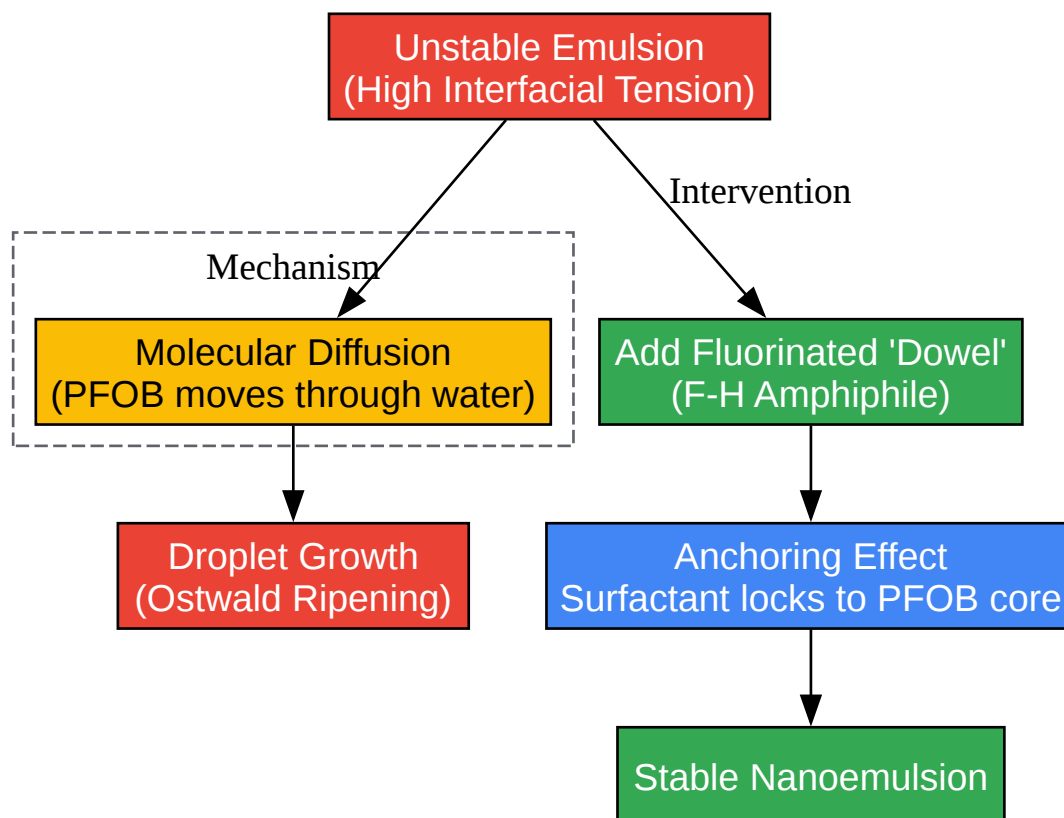 Unstable Emulsion
(High Interfacial Tension)
Intervention
Mechanism
Molecular Diffusion
(PFOB moves through water)
Add Fluorinated 'Dowel'
(F-H Amphiphile)
Droplet Growth
(Ostwald Ripening)
Anchoring Effect
Surfactant locks to PFOB core
Stable Nanoemulsion